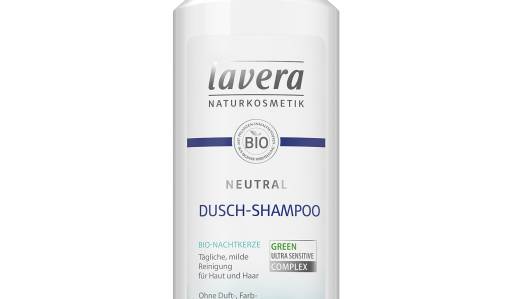 lavera
NATURKOSMETIK
BIO
NEUTRAL
DUSCH-SHAMPOO
BIO-NACHTKERZE
Tägliche, milde
Reinigung
für Haut und Haar
Ohne Duft-, Farb-
GREEN
ULTRA SENSITIVE
COMPLEX